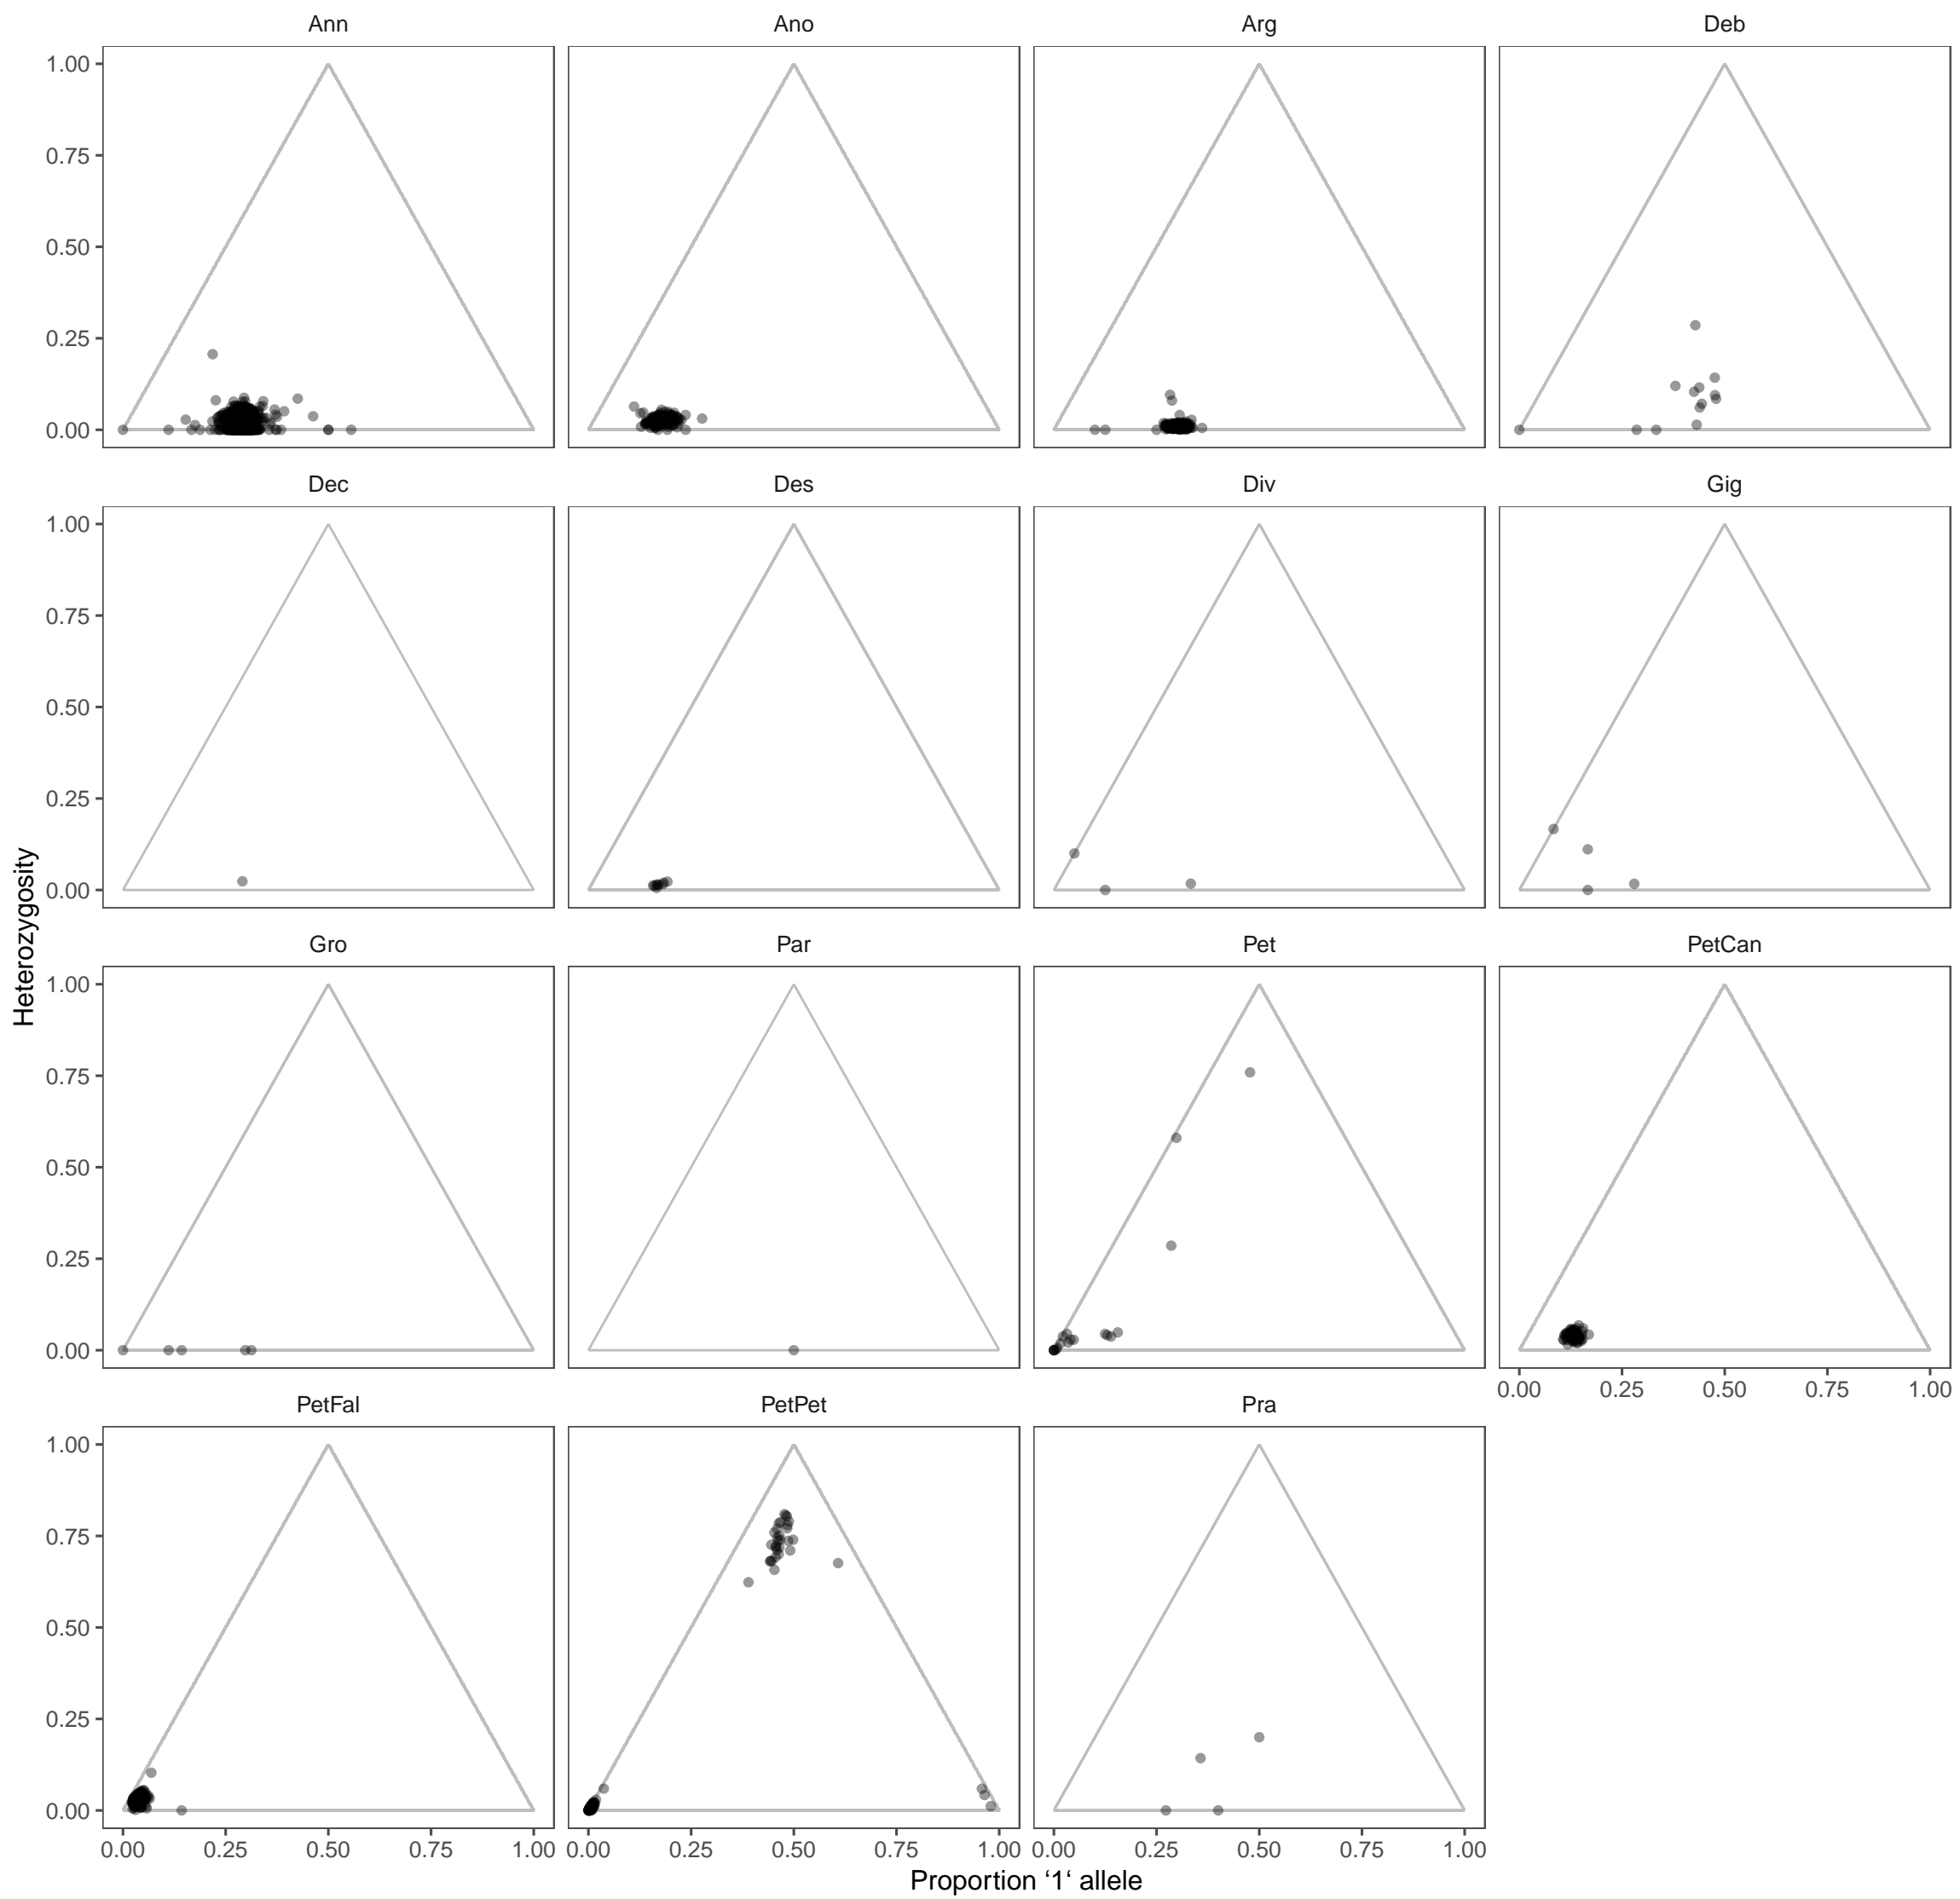 Ann Ano Arg Deb
1.00
0.75
0.50
0.25
0.00
Dec Des Div Gig
1.00
0.75
0.50
0.25
0.00
Heterozygosity
Gro Par Pet PetCan
1.00
0.75
0.50
0.25
0.00
0.00 0.25 0.50 0.75 1.00
PetFal PetPet Pra
1.00
0.75
0.50
0.25
0.00
0.00 0.25 0.50 0.75 1.00 0.00 0.25 0.50 0.75 1.00 0.00 0.25 0.50 0.75 1.00
Proportion ‘1‘ allele